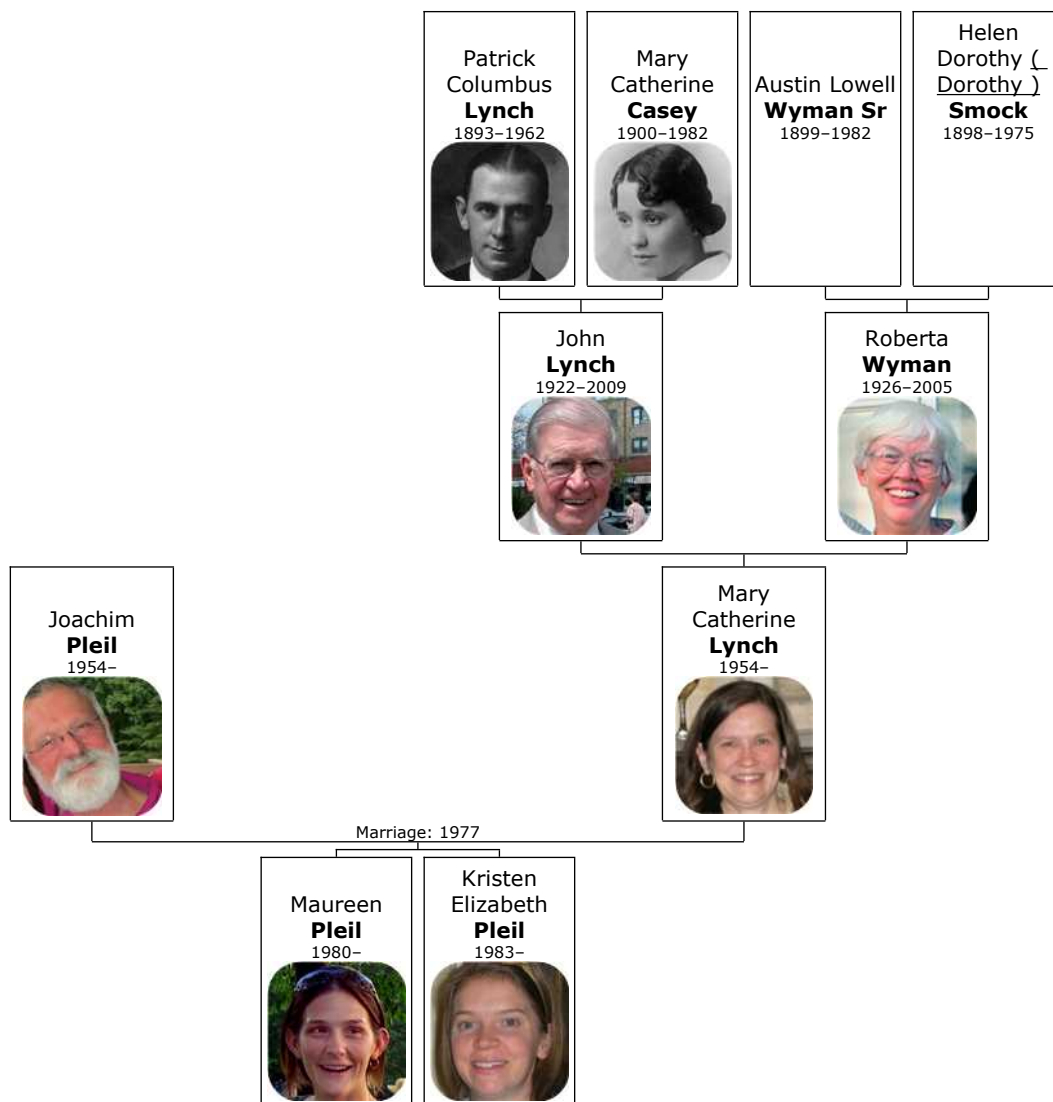 Patrick
Columbus
Lynch
1893–1962
Mary
Catherine
Casey
1900–1982
Austin Lowell
Wyman Sr
1899–1982
Helen
Dorothy (
Dorothy )
Smock
1898–1975
John
Lynch
1922–2009
Roberta
Wyman
1926–2005
Joachim
Pleil
1954–
Mary
Catherine
Lynch
1954–
Marriage: 1977
Maureen
Pleil
1980–
Kristen
Elizabeth
Pleil
1983–